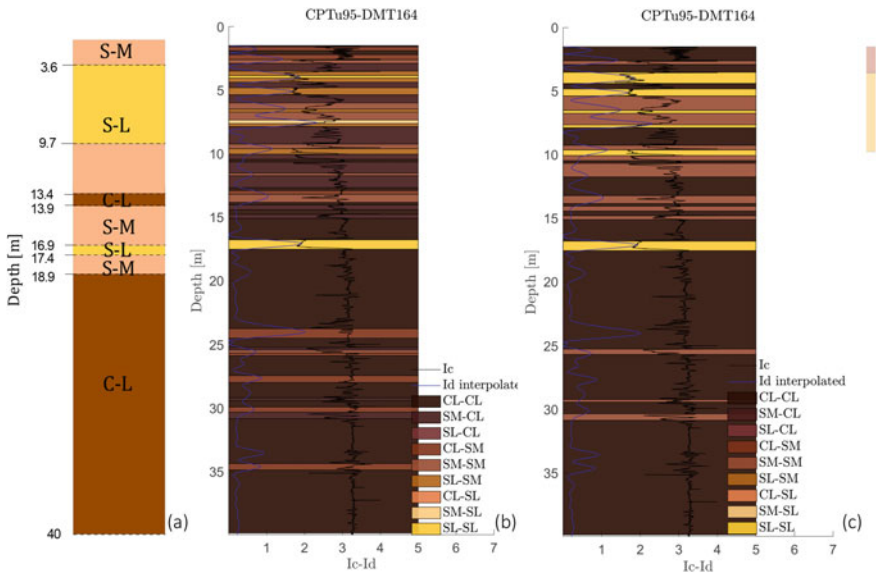 S-M
3.6
S-L
9.7
13.4
C-L
13.9
S-M
16.9
S-L
17.4
S-M
18.9
C-L
40
Depth [m]
(a)
CPTu95-DMT164
0
5
10
15
20
25
30
35
Depth [m]
1 2 3 4 5 6 7
Ic-Id
Ic
Id interpolate
CL-CL
SM-CL
SL-CL
CL-SM
SM-SM
SL-SM
CL-SL
SM-SL
SL-SL
(b)
CPTu95-DMT164
0
5
10
15
20
25
30
35
Depth [m]
1 2 3 4 5 6 7
Ic-Id
Ic
Id interpolated
CL-CL
SM-CL
SL-CL
CL-SM
SM-SM
SL-SM
CL-SL
SM-SL
SL-SL
(c)